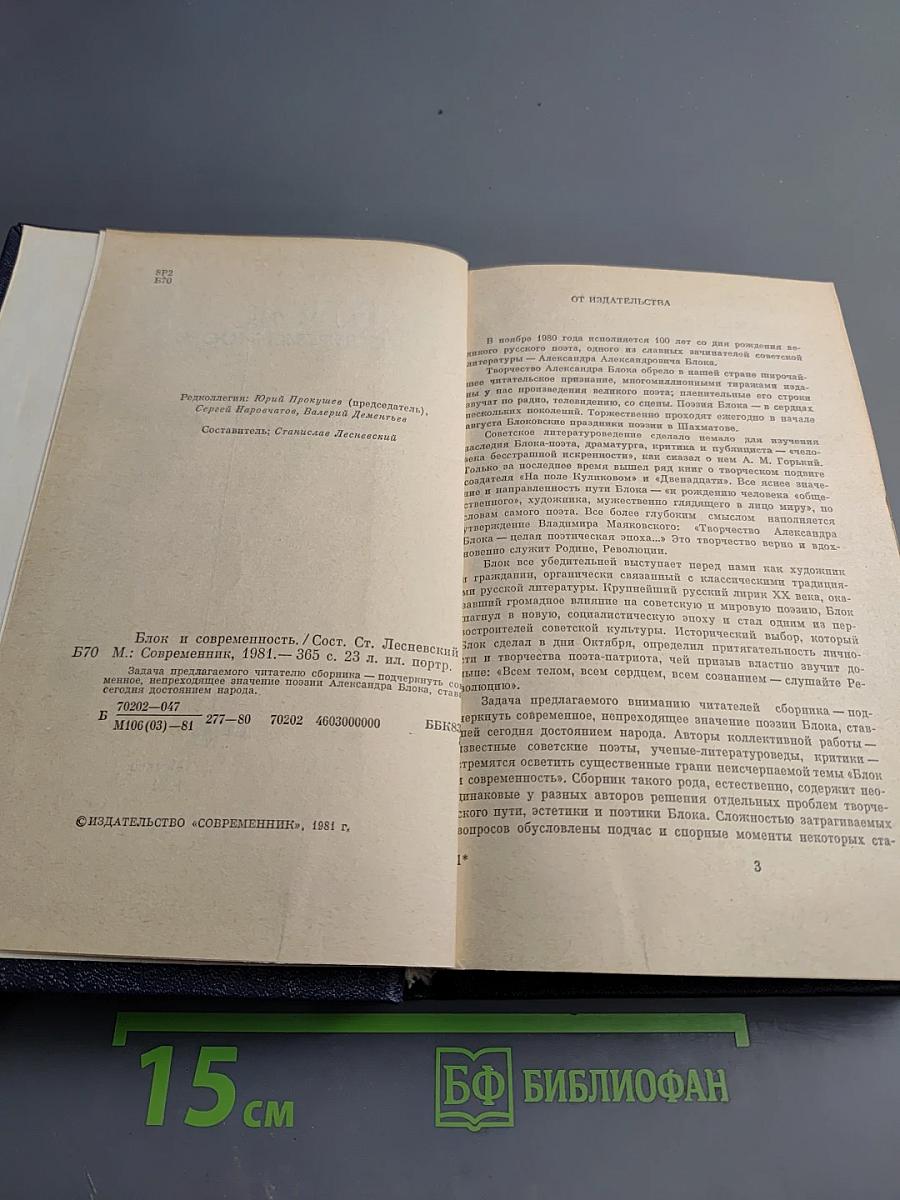 8Р2
Б70
Редколлегия: Юрий Прокушев (председатель),
Сергей Наровчатов, Валерий Дементьев
Составитель: Станислав Лесневский
Блок и современность. / Сост. Ст. Лесневский
Б70 М.: Современник, 1981.— 365 с. 23 л. ил. портр.
Задача предлагаемого читателю сборника — подчеркнуть сов
менное, непреходящее значение поэзии Александра Блока, став
сегодня достоянием народа.
Б 70202—047
М106(03)—81 277—80 70202 4603000000 ББК83
© ИЗДАТЕЛЬСТВО «СОВРЕМЕННИК», 1981 г.
ОТ ИЗДАТЕЛЬСТВА
В ноябре 1980 года исполняется 100 лет со дня рождения ве-
ликого русского поэта, одного из славных зачинателей советской
литературы — Александра Александровича Блока.
Творчество Александра Блока обрело в нашей стране широчай-
шее читательское признание, многомиллионными тиражами изда-
ны у нас произведения великого поэта; пленительные его строки
звучат по радио, телевидению, со сцены. Поэзия Блока — в сердцах
нескольких поколений. Торжественно проходят ежегодно в начале
августа Блоковские праздники поэзии в Шахматове.
Советское литературоведение сделало немало для изучения
наследия Блока-поэта, драматурга, критика и публициста — «чело-
века бесстрашной искренности», как сказал о нем А. М. Горький.
Только за последнее время вышел ряд книг о творческом подвиге
создателя «На поле Куликовом» и «Двенадцати». Все яснее значе-
ние и направленность пути Блока — «к рождению человека «обще-
ственного», художника, мужественно глядящего в лицо миру», по
словам самого поэта. Все более глубоким смыслом наполняется
утверждение Владимира Маяковского: «Творчество Александра
Блока — целая поэтическая эпоха...» Это творчество верно и вдох-
новенно служит Родине, Революции.
Блок все убедительней выступает перед нами как художник
и гражданин, органически связанный с классическими традиция-
ми русской литературы. Крупнейший русский лирик XX века, ока-
завший громадное влияние на советскую и мировую поэзию, Блок
шагнул в новую, социалистическую эпоху и стал одним из пер-
востроителей советской культуры. Исторический выбор, который
Блок сделал в дни Октября, определил притягательность лично-
сти и творчества поэта-патриота, чей призыв властно звучит до-
ныне: «Всем телом, всем сердцем, всем сознанием — слушайте Ре-
волюцию».
Задача предлагаемого вниманию читателей сборника — под-
черкнуть современное, непреходящее значение поэзии Блока, став-
шей сегодня достоянием народа. Авторы коллективной работы —
известные советские поэты, ученые-литературоведы, критики —
стремятся осветить существенные грани неисчерпаемой темы «Блок
и современность». Сборник такого рода, естественно, содержит нео-
динаковые у разных авторов решения отдельных проблем творче-
ского пути, эстетики и поэтики Блока. Сложностью затрагиваемых
вопросов обусловлены подчас и спорные моменты некоторых ста-
1*
3
15 см
БФ БИБЛИОФАН